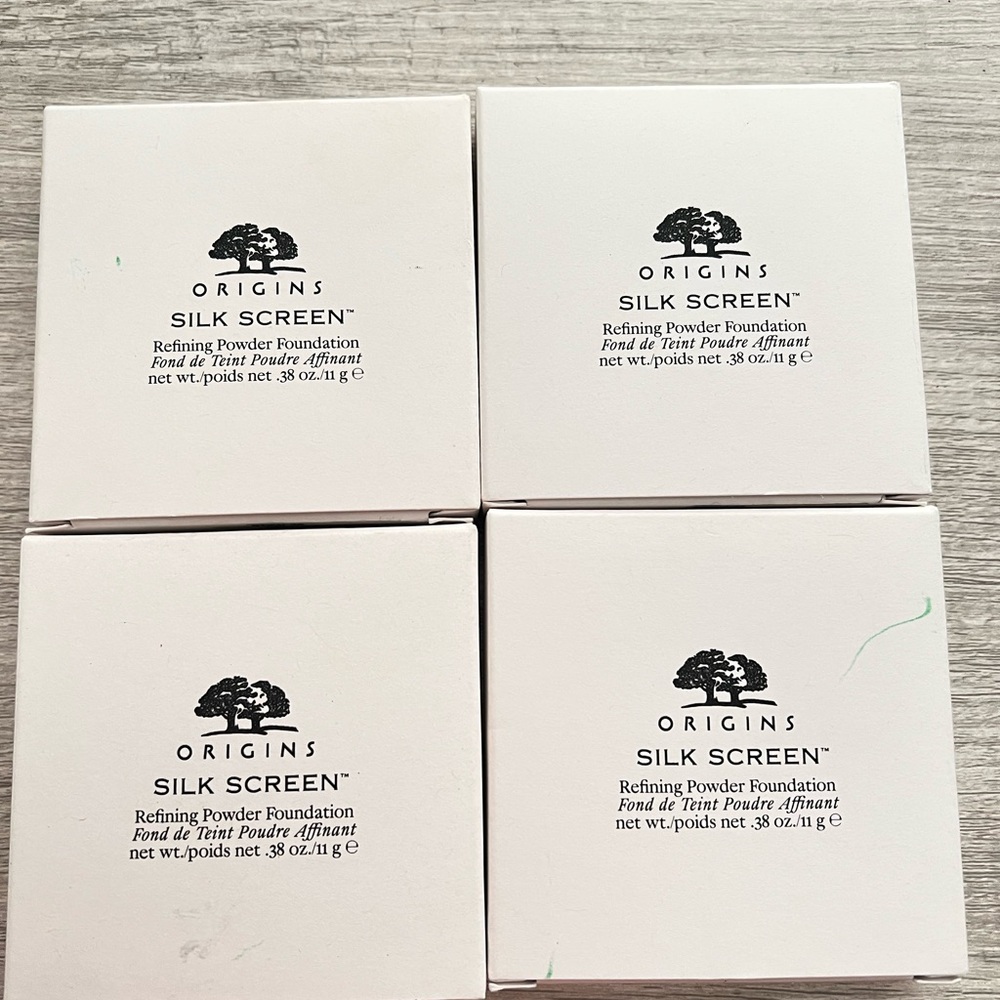 ORIGINS
SILK SCREEN™
Refining Powder Foundation
Fond de Teint Poudre Affinant
net wt./poids net .38 oz./11 g ℮
ORIGINS
SILK SCREEN™
Refining Powder Foundation
Fond de Teint Poudre Affinant
net wt./poids net .38 oz./11 g ℮
ORIGINS
SILK SCREEN™
Refining Powder Foundation
Fond de Teint Poudre Affinant
net wt./poids net .38 oz./11 g ℮
ORIGINS
SILK SCREEN™
Refining Powder Foundation
Fond de Teint Poudre Affinant
net wt./poids net .38 oz./11 g ℮